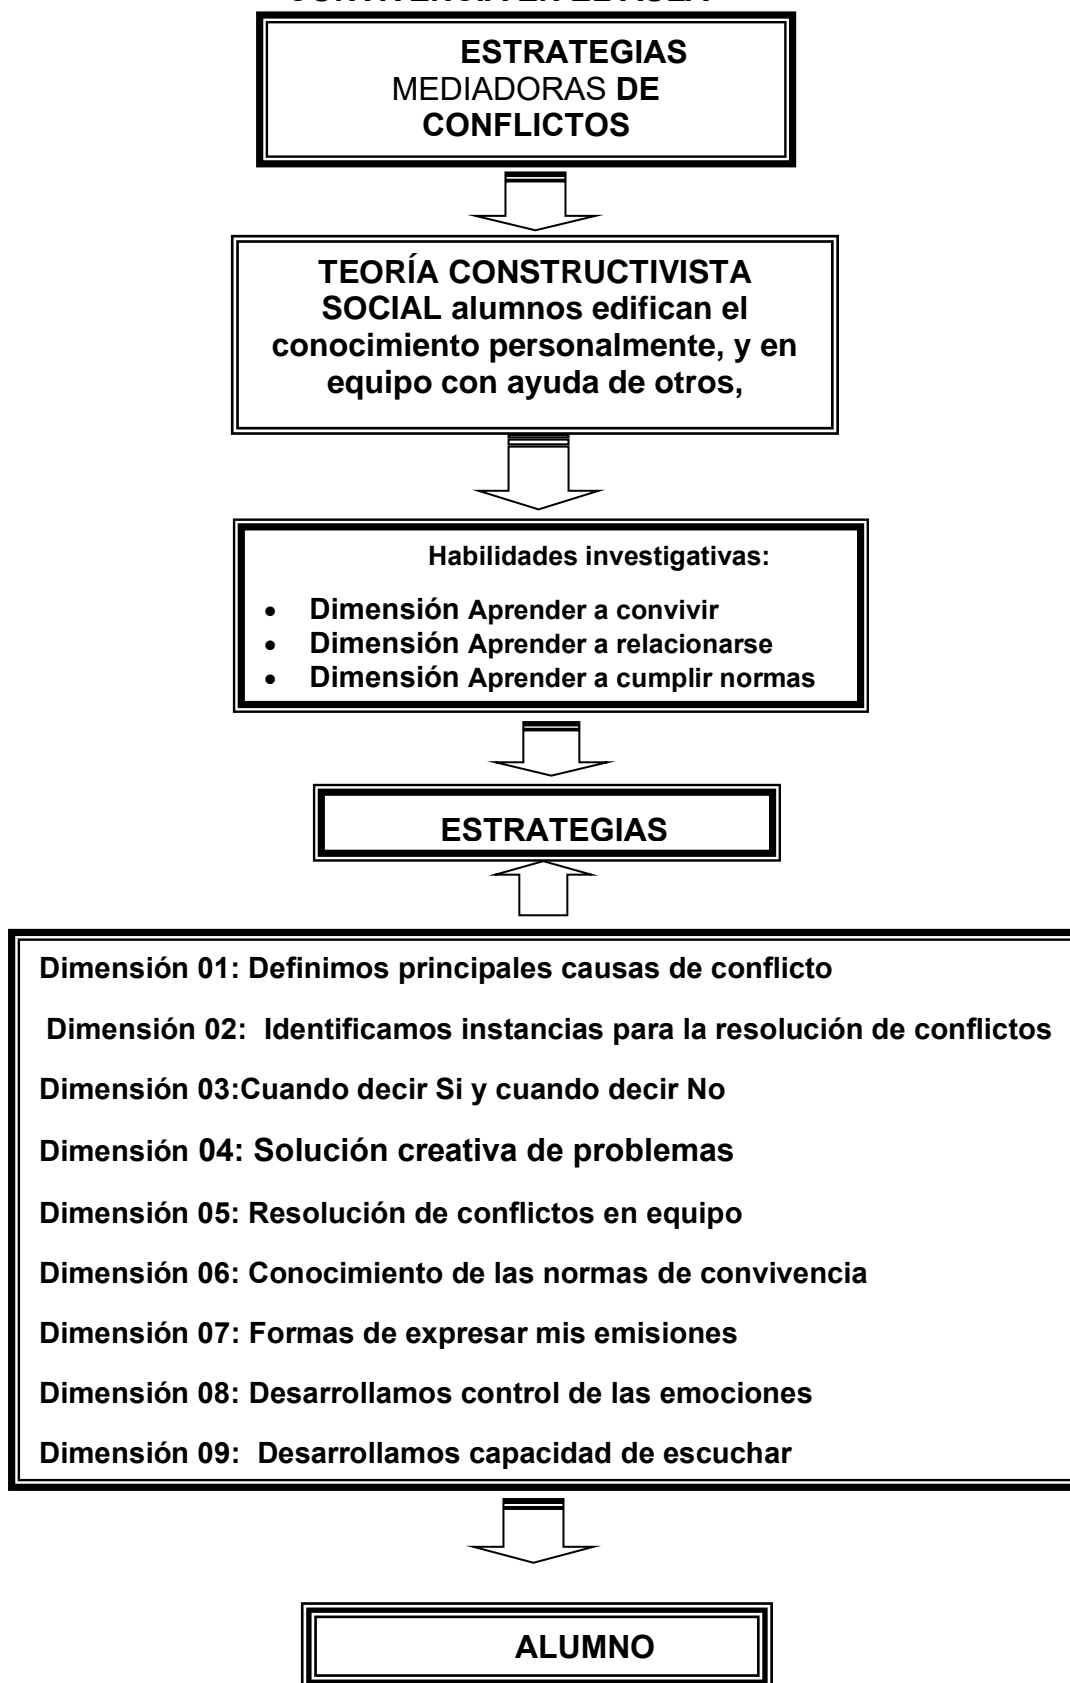 CONVIVENCIA EN EL AULA
ESTRATEGIAS
MEDIADORAS DE
CONFLICTOS
TEORÍA CONSTRUCTIVISTA
SOCIAL alumnos edifican el
conocimiento personalmente, y en
equipo con ayuda de otros,
Habilidades investigativas:
• Dimensión Aprender a convivir
• Dimensión Aprender a relacionarse
• Dimensión Aprender a cumplir normas
ESTRATEGIAS
Dimensión 01: Definimos principales causas de conflicto
Dimensión 02: Identificamos instancias para la resolución de conflictos
Dimensión 03:Cuando decir Si y cuando decir No
Dimensión 04: Solución creativa de problemas
Dimensión 05: Resolución de conflictos en equipo
Dimensión 06: Conocimiento de las normas de convivencia
Dimensión 07: Formas de expresar mis emisiones
Dimensión 08: Desarrollamos control de las emociones
Dimensión 09: Desarrollamos capacidad de escuchar
ALUMNO